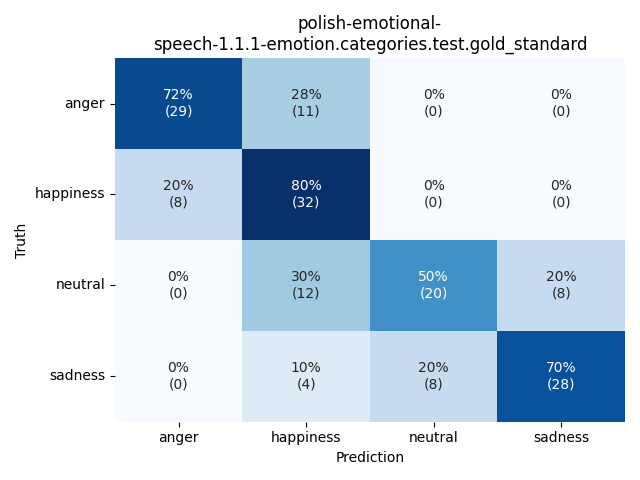 polish-emotional-
speech-1.1.1-emotion.categories.test.gold_standard
Truth
anger
72%
(29)
28%
(11)
0%
(0)
0%
(0)
happiness
20%
(8)
80%
(32)
0%
(0)
0%
(0)
neutral
0%
(0)
30%
(12)
50%
(20)
20%
(8)
sadness
0%
(0)
10%
(4)
20%
(8)
70%
(28)
anger
happiness
neutral
sadness
Prediction